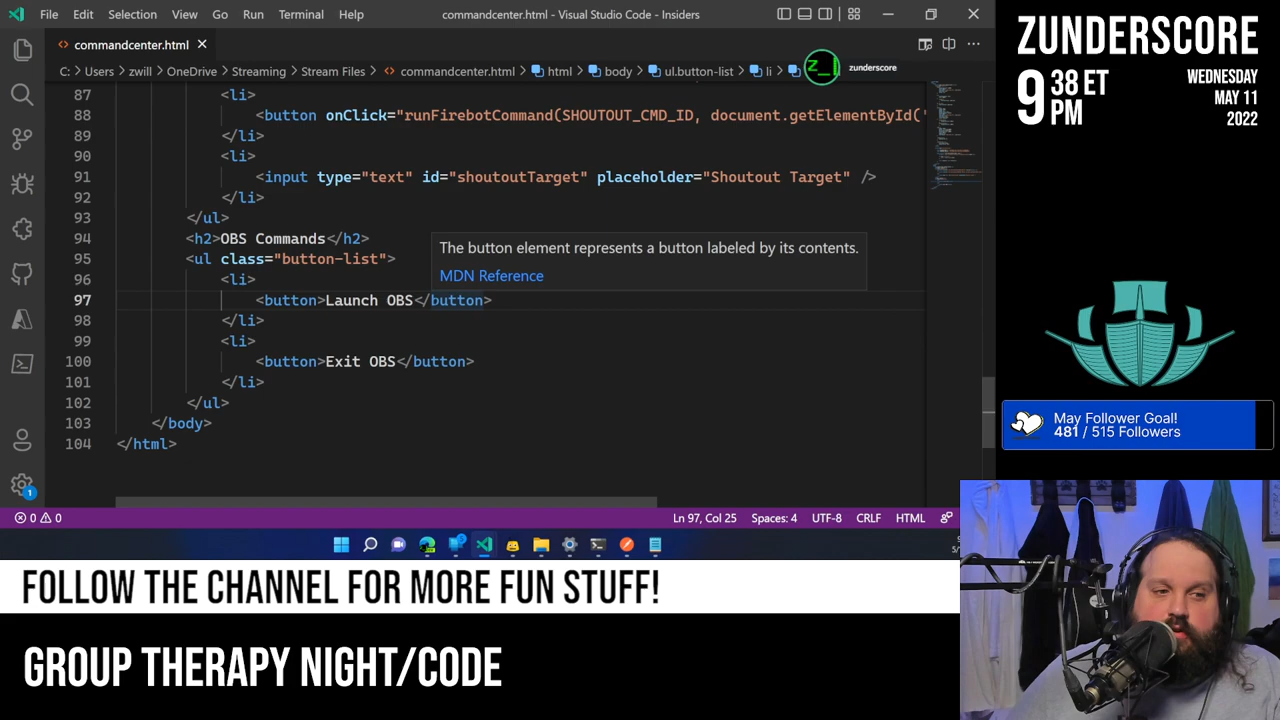 File Edit Selection View Go Run Terminal Help
commandcenter.html - Visual Studio Code - Insiders
commandcenter.html
C: > Users > zwill > OneDrive > Streaming > Stream Files > commandcenter.html > html > body > ul.button-list > li >
z_
zunderscore
87 <li>
88 <button onClick="runFirebotCommand(SHOUTOUT_CMD_ID, document.getElementById('
89 </li>
90 <li>
91 <input type="text" id="shoutoutTarget" placeholder="Shoutout Target" />
92 </li>
93 </ul>
94 <h2>OBS Commands</h2>
95 <ul class="button-list">
The button element represents a button labeled by its contents.
MDN Reference
96 <li>
97 <button>Launch OBS</button>
98 </li>
99 <li>
100 <button>Exit OBS</button>
101 </li>
102 </ul>
103 </body>
104 </html>
1
0 0
Ln 97, Col 25 Spaces: 4 UTF-8 CRLF HTML
FOLLOW THE CHANNEL FOR MORE FUN STUFF!
GROUP THERAPY NIGHT/CODE
ZUNDERSCORE
9 38 ET
PM
WEDNESDAY
MAY 11
2022
May Follower Goal!
481 / 515 Followers